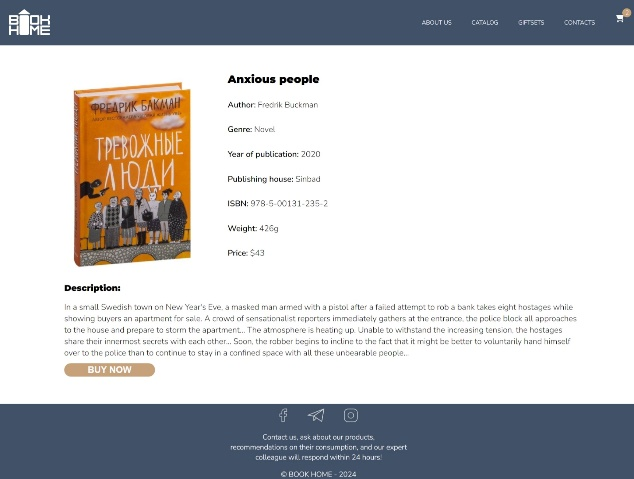 BOOK
HOME
ABOUT US
CATALOG
GIFTSETS
CONTACTS
ФРЕДРИК БАКМАН
ТРЕВОЖНЫЕ
ЛЮДИ
Anxious people
Author: Fredrik Buckman
Genre: Novel
Year of publication: 2020
Publishing house: Sinbad
ISBN: 978-5-00131-235-2
Weight: 426g
Price: $43
Description:
In a small Swedish town on New Year's Eve, a masked man armed with a pistol after a failed attempt to rob a bank takes eight hostages while
showing buyers an apartment for sale. A crowd of sensationalist reporters immediately gathers at the entrance, the police block all approaches
to the house and prepare to storm the apartment... The atmosphere is heating up. Unable to withstand the increasing tension, the hostages
share their innermost secrets with each other... Soon, the robber begins to incline to the fact that it might be better to voluntarily hand himself
over to the police than to continue to stay in a confined space with all these unbearable people...
BUY NOW
Contact us, ask about our products,
recommendations on their consumption, and our expert
colleague will respond within 24 hours!
© BOOK HOME - 2024